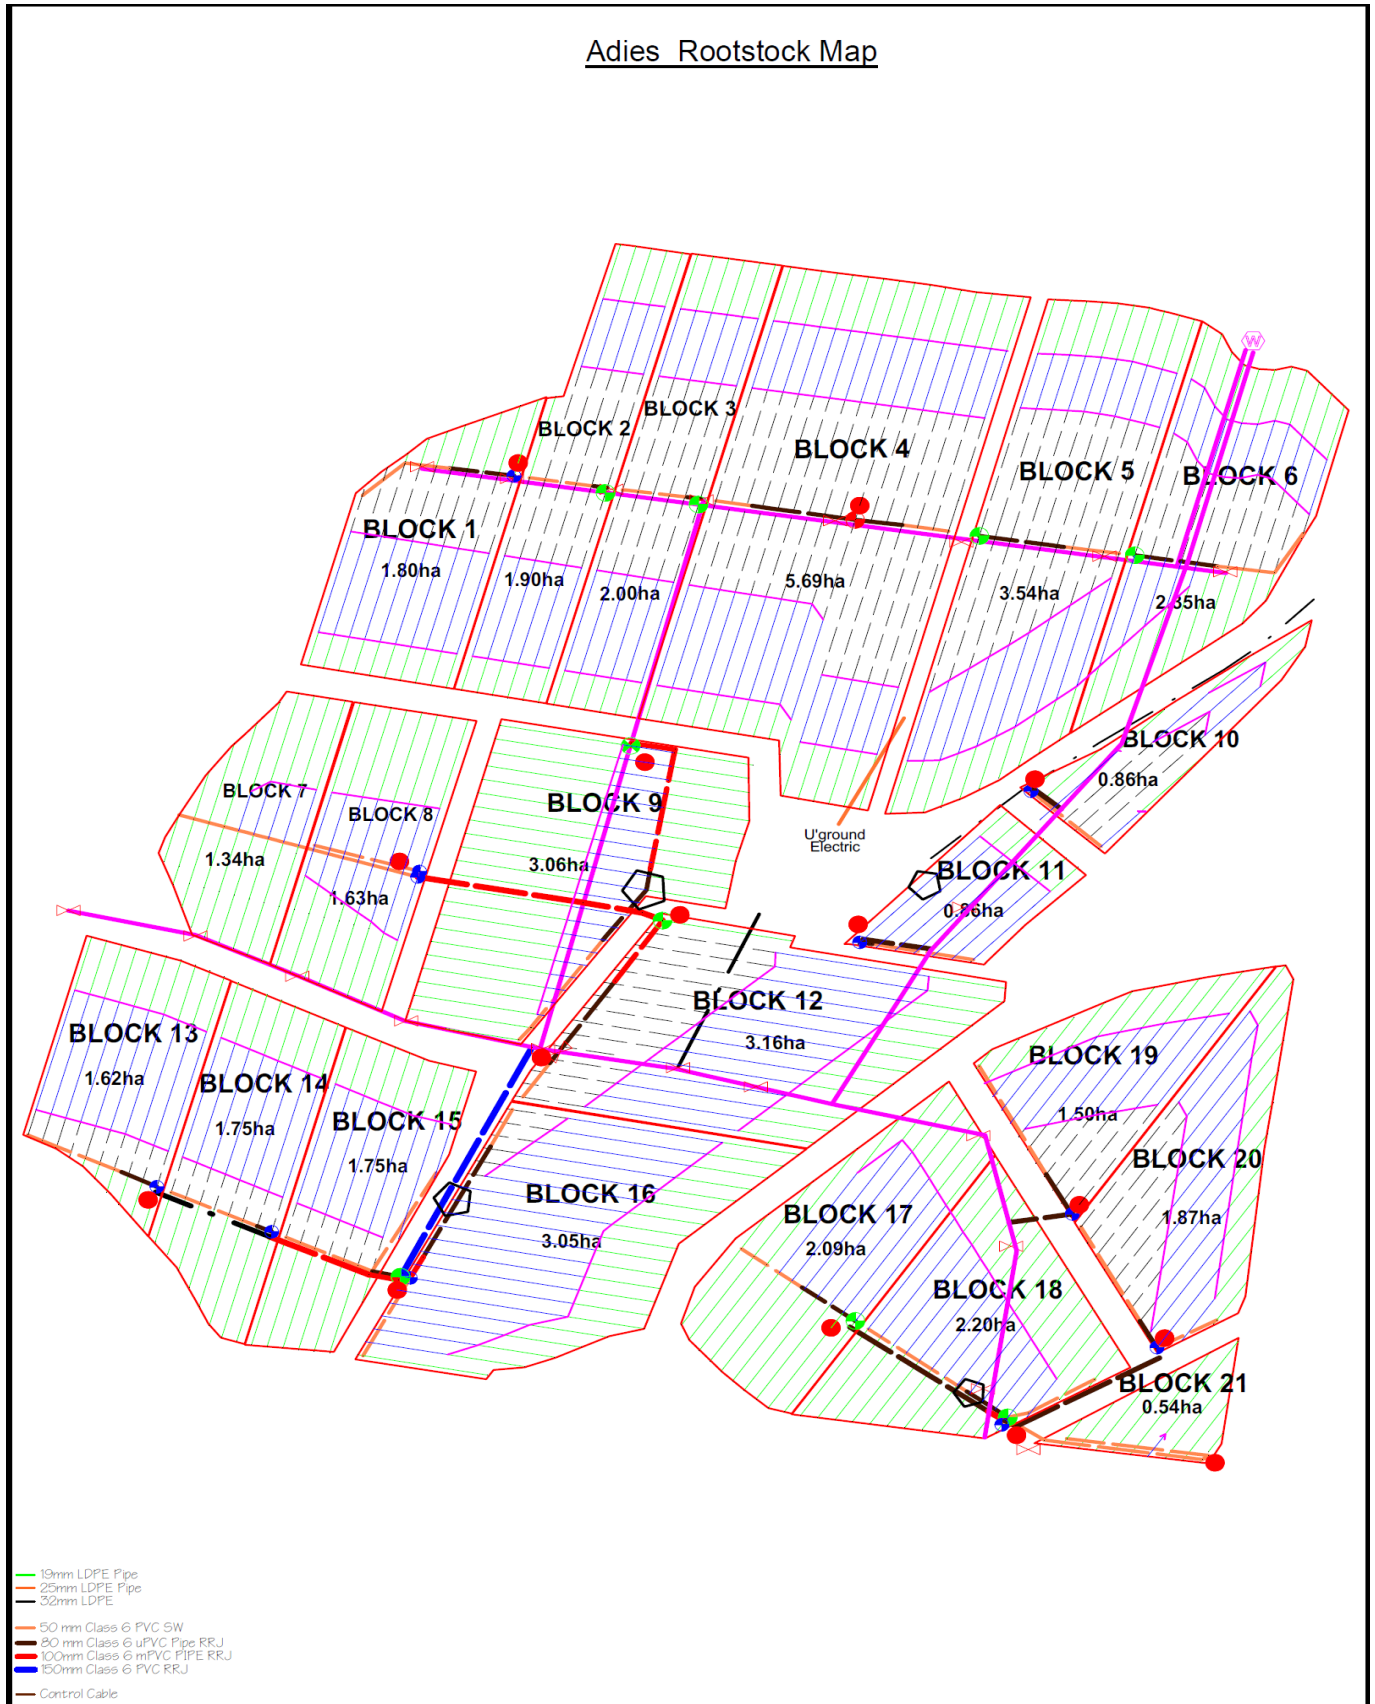 Adies Rootstock Map
W
BLOCK 3
BLOCK 2
BLOCK 4
BLOCK 5
BLOCK 6
BLOCK 1
1.80ha
1.90ha
2.00ha
5.69ha
3.54ha
2.35ha
BLOCK 10
0.86ha
BLOCK 7
BLOCK 8
BLOCK 9
U'ground
Electric
1.34ha
1.63ha
3.06ha
BLOCK 11
0.86ha
BLOCK 12
3.16ha
BLOCK 13
1.62ha
BLOCK 14
1.75ha
BLOCK 15
1.75ha
BLOCK 19
1.50ha
BLOCK 20
1.87ha
BLOCK 16
3.05ha
BLOCK 17
2.09ha
BLOCK 18
2.20ha
BLOCK 21
0.54ha
19mm LDPE Pipe
25mm LDPE Pipe
32mm LDPE
50 mm Class 6 PVC SW
80 mm Class 6 uPVC Pipe RRJ
100mm Class 6 mPVC PIPE RRJ
150mm Class 6 PVC RRJ
Control Cable